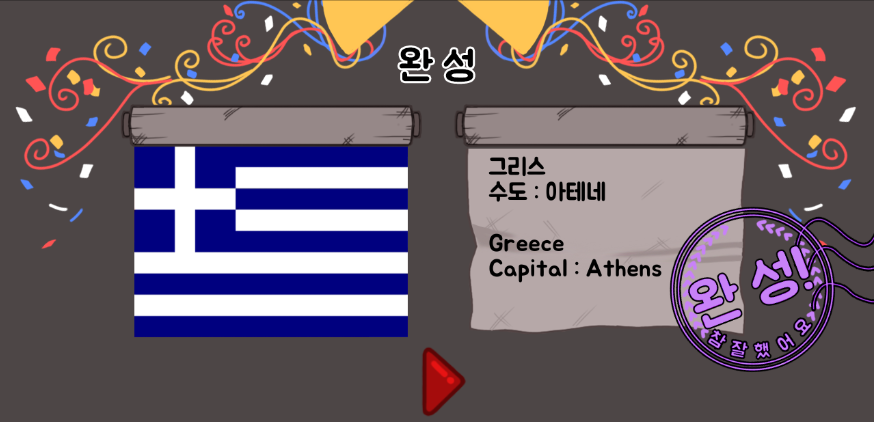 완성
그리스
수도 : 아테네
Greece
Capital : Athens
완성!
참잘했어요